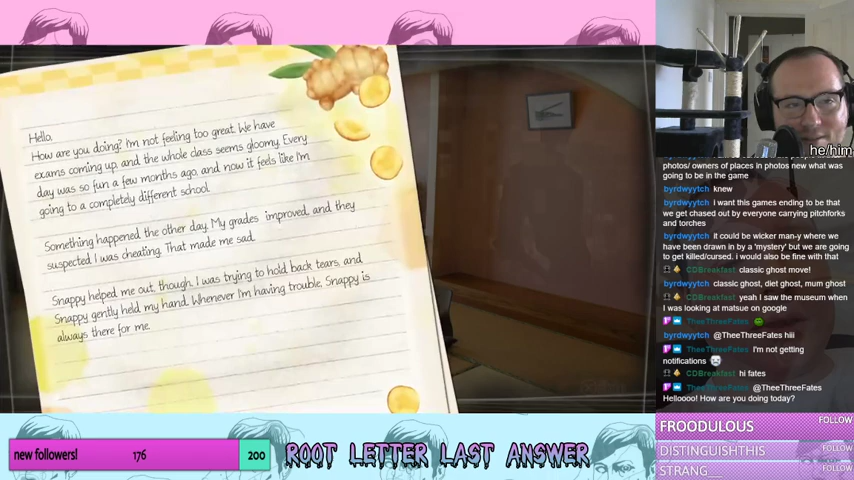 Hello,
How are you doing? I'm not feeling too great. We have
exams coming up, and the whole class seems gloomy. Every
day was so fun a few months ago, and now it feels like I'm
going to a completely different school.
Something happened the other day. My grades improved, and they
suspected I was cheating. That made me sad.
Snappy helped me out, though. I was trying to hold back tears, and
Snappy gently held my hand. Whenever I'm having trouble, Snappy is
always there for me.
he/him
photos/ owners of places in photos new what was
going to be in the game
byrdwyytch knew
byrdwyytch I want this games ending to be that
we get chased out by everyone carrying pitchforks
and torches
byrdwyytch it could be wicker man-y where we
have been drawn in by a 'mystery' but we are going
to get killed/cursed. i would also be fine with that
CDBreakfast classic ghost move!
byrdwyytch classic ghost, diet ghost, mum ghost
CDBreakfast yeah I saw the museum when
I was looking at matsue on google
TheeThreeFates
byrdwyytch @TheeThreeFates hiii
TheeThreeFates I'm not getting
notifications
CDBreakfast hi fates
TheeThreeFates @TheeThreeFates
Helloooo! How are you doing today?
FROODULOUS FOLLOW
DISTINGUISHTHIS FOLLOW
STRANG__ FOLLOW
new followers! 176 200
ROOT LETTER LAST ANSWER